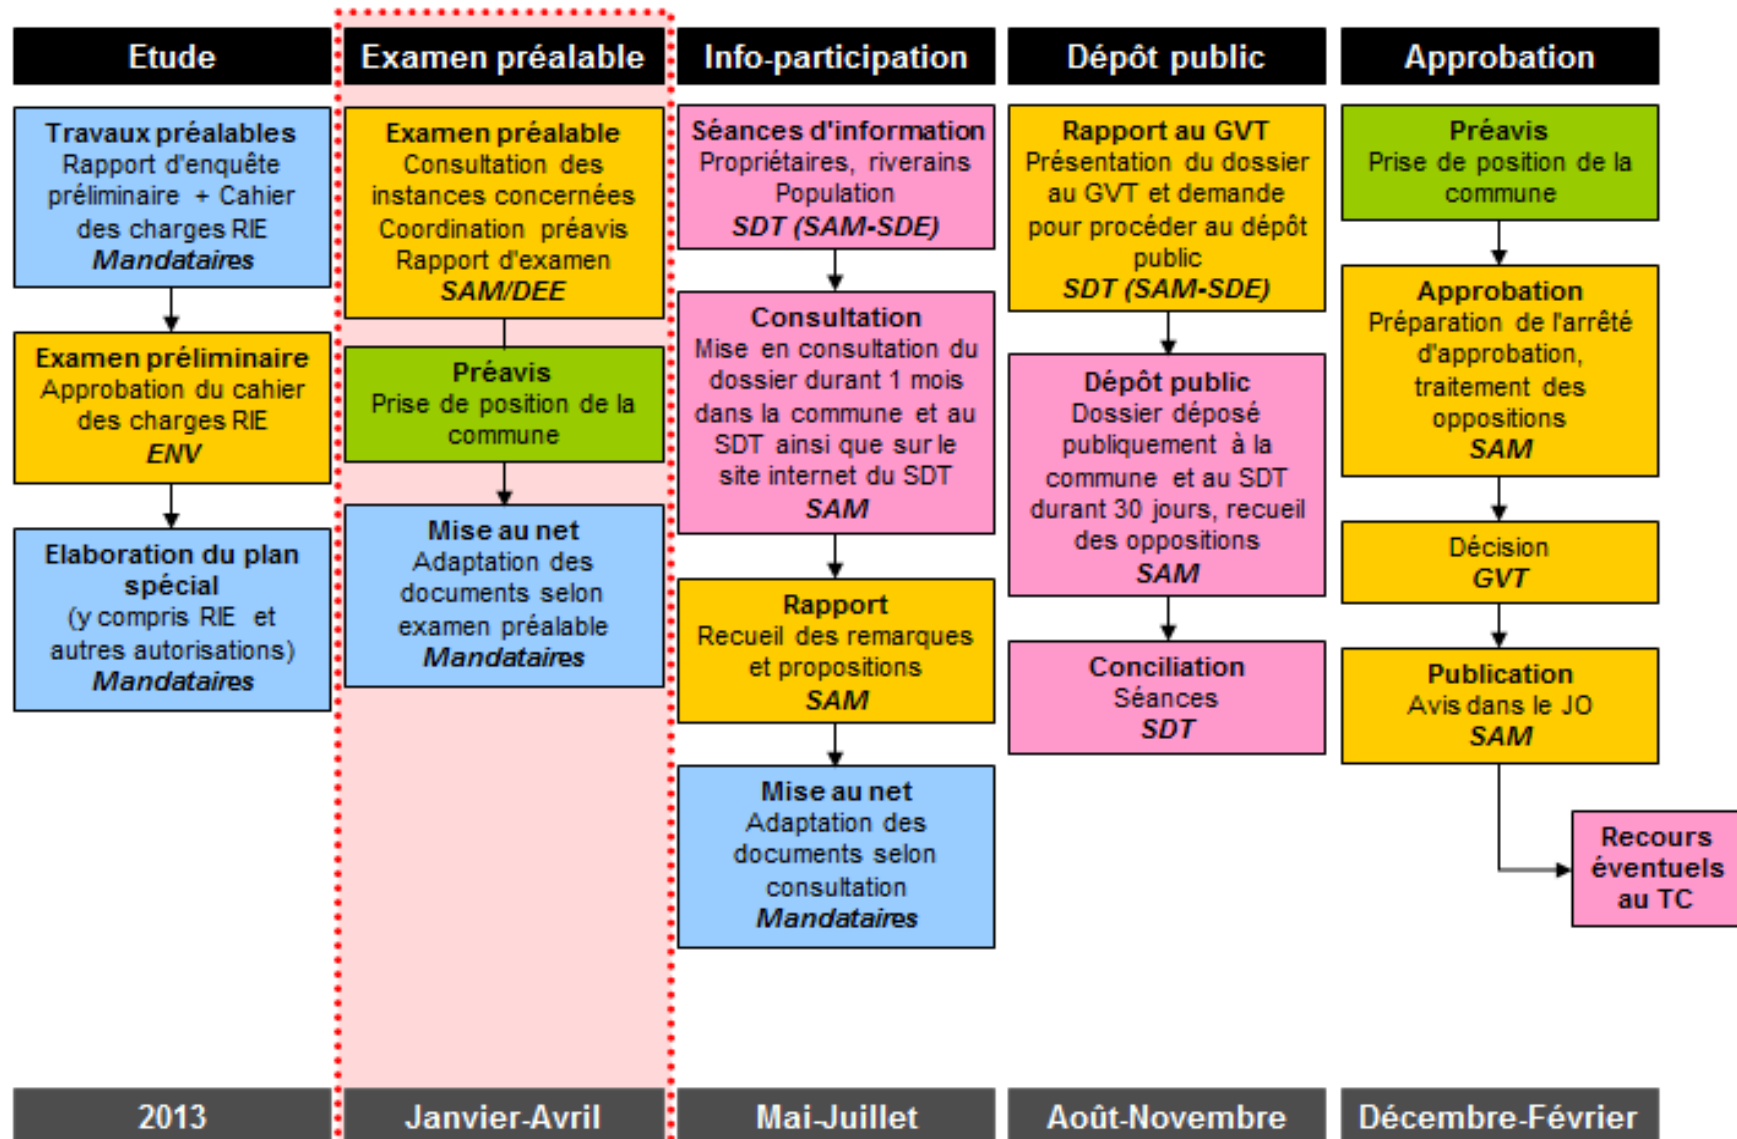 Etude
Travaux préalables
Rapport d'enquête
préliminaire + Cahier
des charges RIE
Mandataires
Examen préliminaire
Approbation du cahier
des charges RIE
ENV
Elaboration du plan
spécial
(y compris RIE et
autres autorisations)
Mandataires
2013
Examen préalable
Examen préalable
Consultation des
instances concernées
Coordination préavis
Rapport d'examen
SAM/DEE
Préavis
Prise de position de la
commune
Mise au net
Adaptation des
documents selon
examen préalable
Mandataires
Janvier-Avril
Info-participation
Séances d'information
Propriétaires, riverains
Population
SDT (SAM-SDE)
Consultation
Mise en consultation du
dossier durant 1 mois
dans la commune et au
SDT ainsi que sur le
site internet du SDT
SAM
Rapport
Recueil des remarques
et propositions
SAM
Mise au net
Adaptation des
documents selon
consultation
Mandataires
Mai-Juillet
Dépôt public
Rapport au GVT
Présentation du dossier
au GVT et demande
pour procéder au dépôt
public
SDT (SAM-SDE)
Dépôt public
Dossier déposé
publiquement à la
commune et au SDT
durant 30 jours, recueil
des oppositions
SAM
Conciliation
Séances
SDT
Août-Novembre
Approbation
Préavis
Prise de position de la
commune
Approbation
Préparation de l'arrêté
d'approbation,
traitement des
oppositions
SAM
Décision
GVT
Publication
Avis dans le JO
SAM
Recours
éventuels
au TC
Décembre-Février